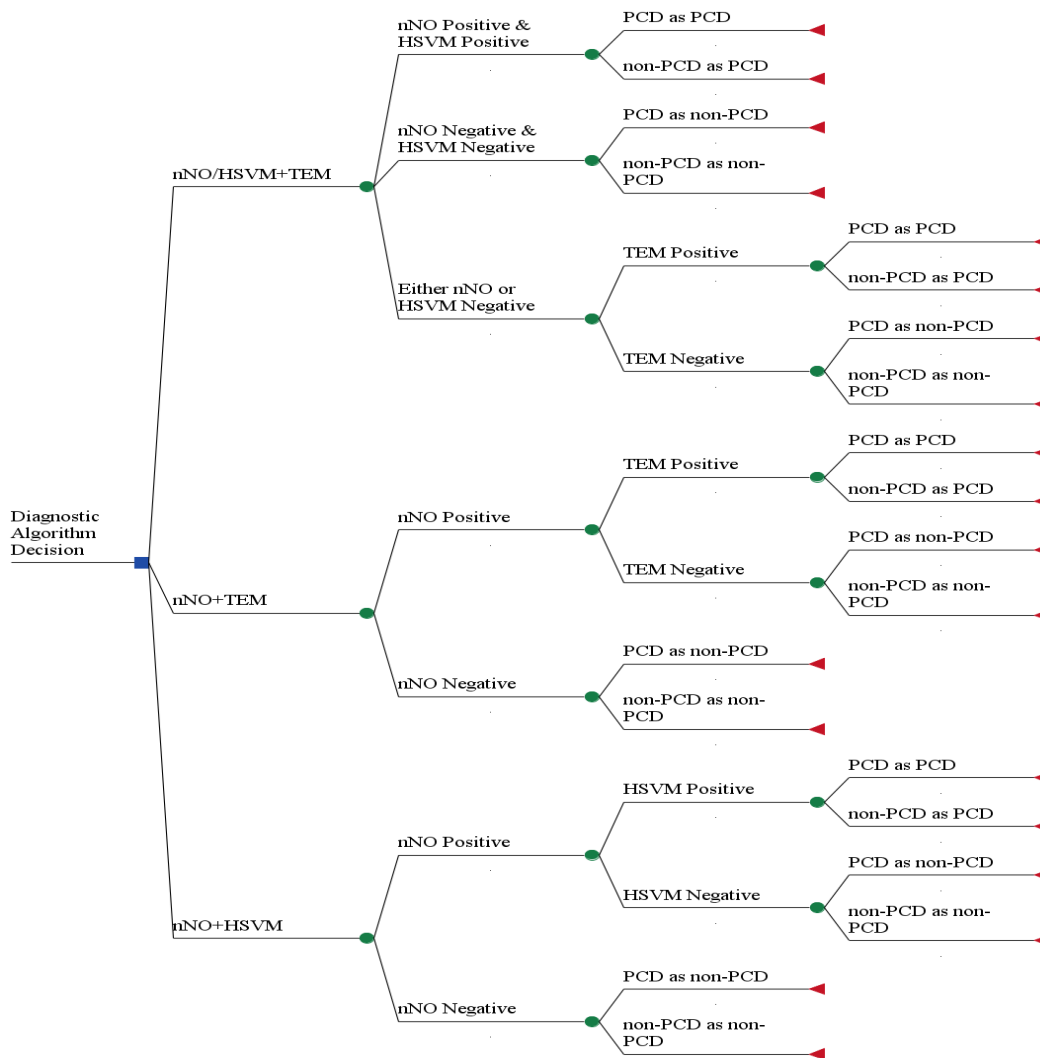 Diagnostic
Algorithm
Decision
nNO/HSVM+TEM
nNO Positive &
HSVM Positive
PCD as PCD
non-PCD as PCD
nNO Negative &
HSVM Negative
PCD as non-PCD
non-PCD as non-
PCD
Either nNO or
HSVM Negative
TEM Positive
PCD as PCD
non-PCD as PCD
TEM Negative
PCD as non-PCD
non-PCD as non-
PCD
nNO+TEM
nNO Positive
TEM Positive
PCD as PCD
non-PCD as PCD
TEM Negative
PCD as non-PCD
non-PCD as non-
PCD
nNO Negative
PCD as non-PCD
non-PCD as non-
PCD
nNO+HSVM
nNO Positive
HSVM Positive
PCD as PCD
non-PCD as PCD
HSVM Negative
PCD as non-PCD
non-PCD as non-
PCD
nNO Negative
PCD as non-PCD
non-PCD as non-
PCD